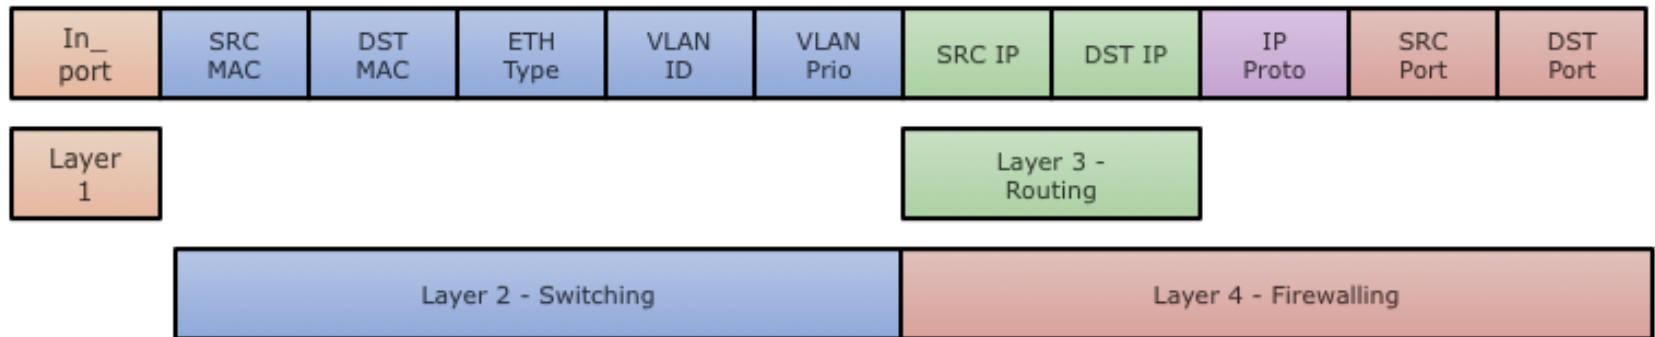 In_
port
SRC
MAC
DST
MAC
ETH
Type
VLAN
ID
VLAN
Prio
SRC IP
DST IP
IP
Proto
SRC
Port
DST
Port
Layer
1
Layer 3 -
Routing
Layer 2 - Switching
Layer 4 - Firewalling